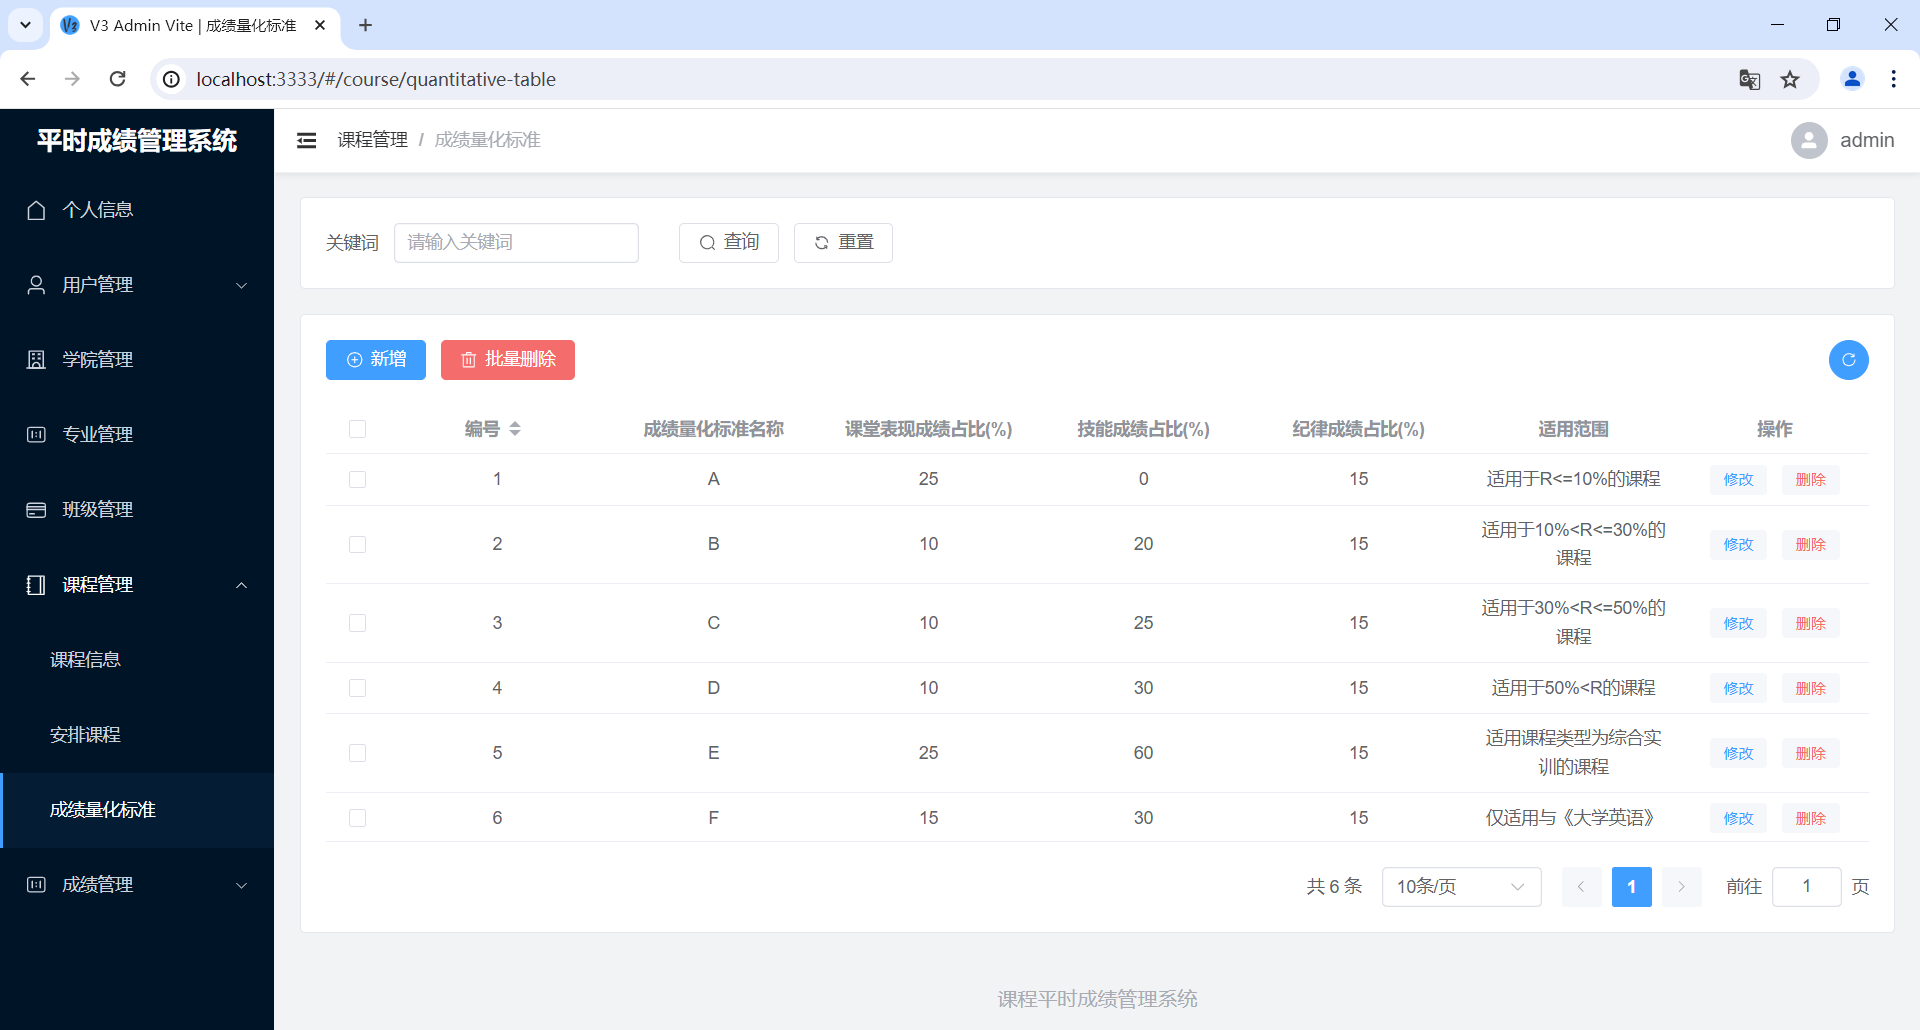 V3 Admin Vite | 成绩量化标准
localhost:3333/#/course/quantitative-table
平时成绩管理系统
个人信息
用户管理
学院管理
专业管理
班级管理
课程管理
课程信息
安排课程
成绩量化标准
成绩管理
课程管理 / 成绩量化标准
admin
关键词 请输入关键词 查询 重置
新增 批量删除
编号 成绩量化标准名称 课堂表现成绩占比(%) 技能成绩占比(%) 纪律成绩占比(%) 适用范围 操作
1 A 25 0 15 适用于R<=10%的课程 修改 删除
2 B 10 20 15 适用于10%<R<=30%的
课程 修改 删除
3 C 10 25 15 适用于30%<R<=50%的
课程 修改 删除
4 D 10 30 15 适用于50%<R的课程 修改 删除
5 E 25 60 15 适用课程类型为综合实
训的课程 修改 删除
6 F 15 30 15 仅适用与《大学英语》 修改 删除
共 6 条 10条/页 1 前往 1 页
课程平时成绩管理系统